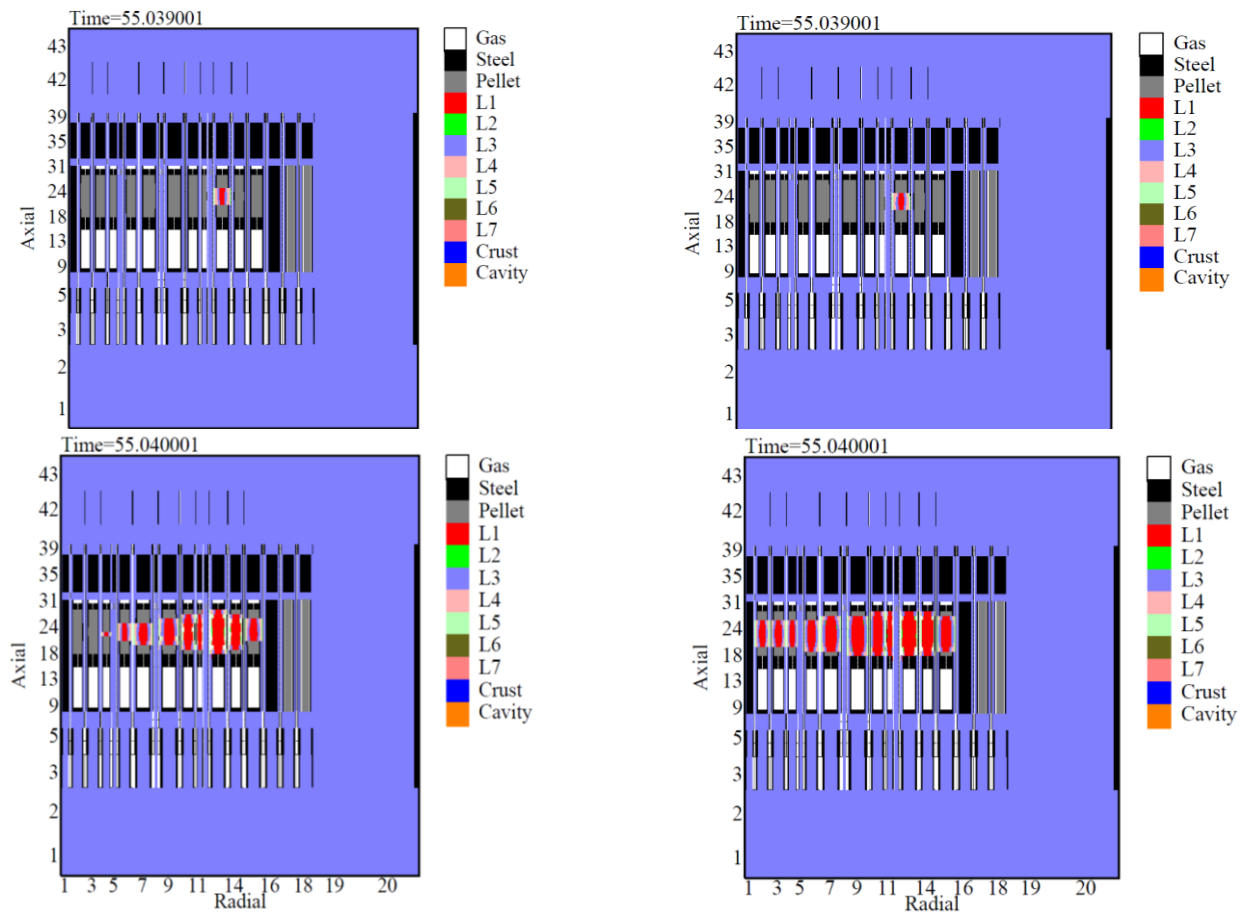 Time=55.039001
43
42
39
35
31
24
18
13
9
5
3
2
1
Axial
Gas
Steel
Pellet
L1
L2
L3
L4
L5
L6
L7
Crust
Cavity
Time=55.039001
43
42
39
35
31
24
18
13
9
5
3
2
1
Axial
Gas
Steel
Pellet
L1
L2
L3
L4
L5
L6
L7
Crust
Cavity
Time=55.040001
43
42
39
35
31
24
18
13
9
5
3
2
1
Axial
1 3 5 7 9 11 14 16 18 19 20
Radial
Gas
Steel
Pellet
L1
L2
L3
L4
L5
L6
L7
Crust
Cavity
Time=55.040001
43
42
39
35
31
24
18
13
9
5
3
2
1
Axial
1 3 5 7 9 11 14 16 18 19 20
Radial
Gas
Steel
Pellet
L1
L2
L3
L4
L5
L6
L7
Crust
Cavity